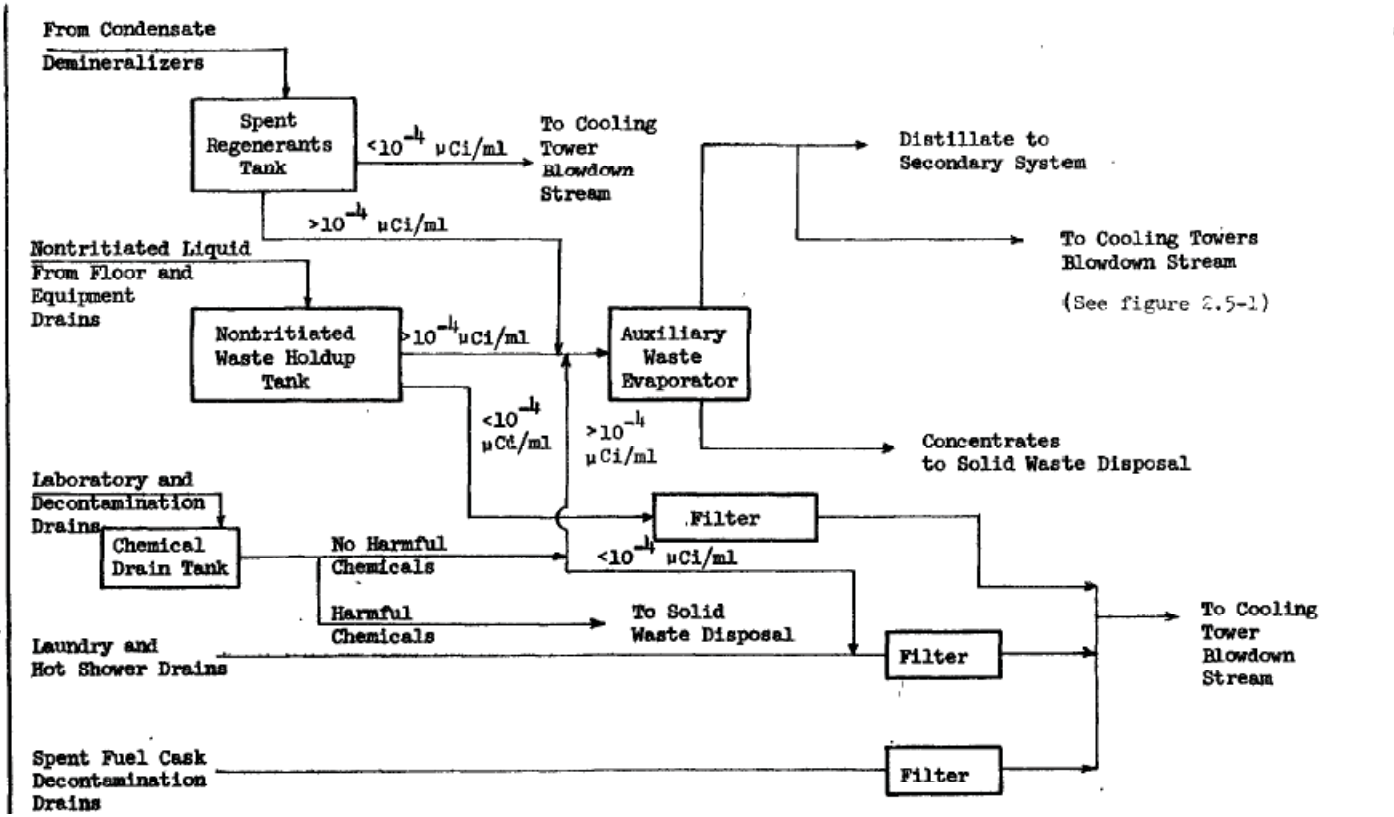 From Condensate
Demineralizers
Spent
Regenerants
Tank
<10⁻⁴ µCi/ml
To Cooling
Tower
Blowdown
Stream
>10⁻⁴ µCi/ml
Distillate to
Secondary System
To Cooling Towers
Blowdown Stream
(See figure 2.5-1)
Nontritiated Liquid
From Floor and
Equipment
Drains
Nontritiated
Waste Holdup
Tank
>10⁻⁴µCi/ml
Auxiliary
Waste
Evaporator
<10⁻⁴
µCi/ml
>10⁻⁴
µCi/ml
Concentrates
to Solid Waste Disposal
Laboratory and
Decontamination
Drains
Chemical
Drain Tank
No Harmful
Chemicals
Filter
<10⁻⁴ µCi/ml
Harmful
Chemicals
To Solid
Waste Disposal
Laundry and
Hot Shower Drains
Filter
To Cooling
Tower
Blowdown
Stream
Spent Fuel Cask
Decontamination
Drains
Filter